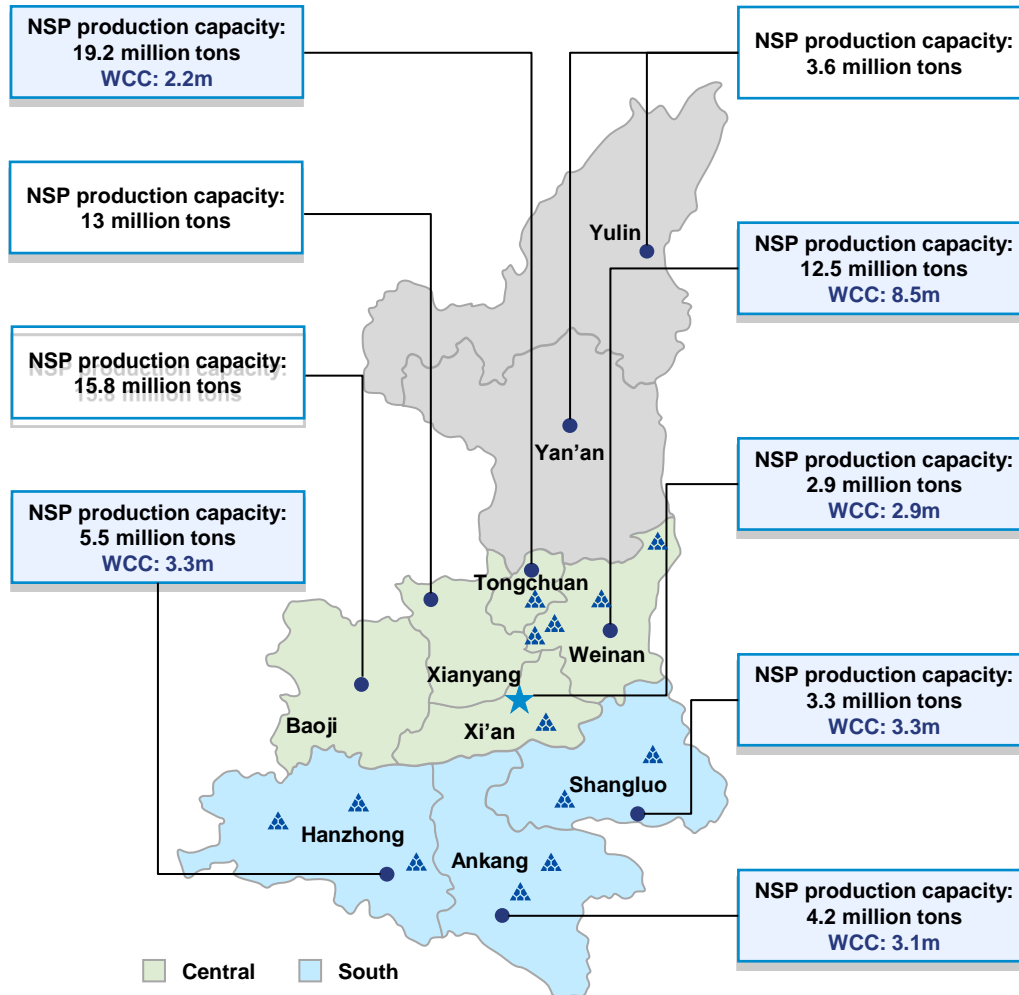 NSP production capacity:
19.2 million tons
WCC: 2.2m
NSP production capacity:
3.6 million tons
NSP production capacity:
13 million tons
Yulin
NSP production capacity:
12.5 million tons
WCC: 8.5m
NSP production capacity:
15.8 million tons
Yan’an
NSP production capacity:
2.9 million tons
WCC: 2.9m
NSP production capacity:
5.5 million tons
WCC: 3.3m
Tongchuan
Weinan
Xianyang
Baoji
Xi’an
NSP production capacity:
3.3 million tons
WCC: 3.3m
Shangluo
Hanzhong
Ankang
NSP production capacity:
4.2 million tons
WCC: 3.1m
Central
South